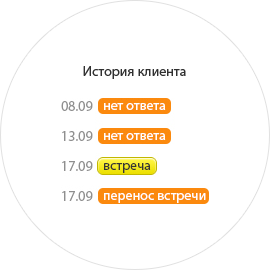 История клиента
08.09 нет ответа
13.09 нет ответа
17.09 встреча
17.09 перенос встречи